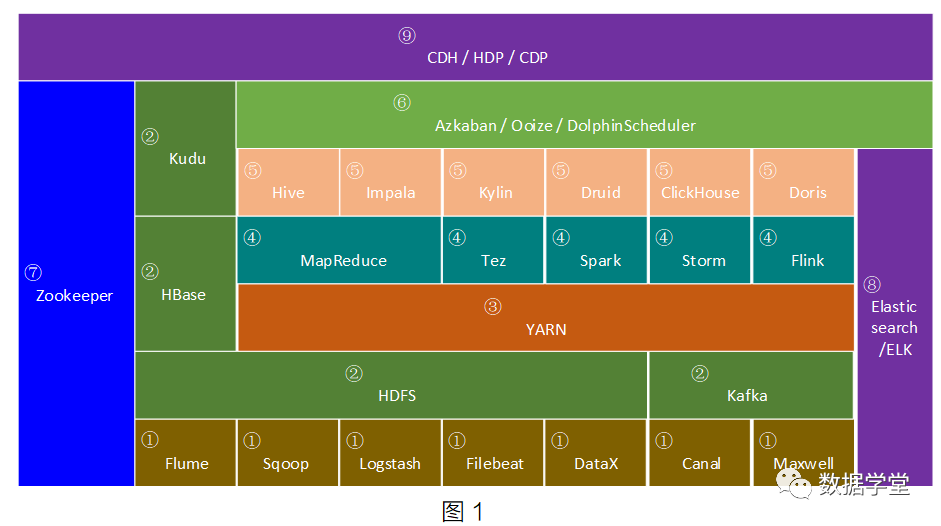 ⑨
CDH / HDP / CDP
⑥
Azkaban / Ooize / DolphinScheduler
②
Kudu
⑤
Hive
⑤
Impala
⑤
Kylin
⑤
Druid
⑤
ClickHouse
⑤
Doris
⑦
Zookeeper
②
HBase
④
MapReduce
④
Tez
④
Spark
④
Storm
④
Flink
⑧
Elastic
search
/ELK
③
YARN
②
HDFS
②
Kafka
①
Flume
①
Sqoop
①
Logstash
①
Filebeat
①
DataX
①
Canal
①
Maxwell
数据学堂
图 1